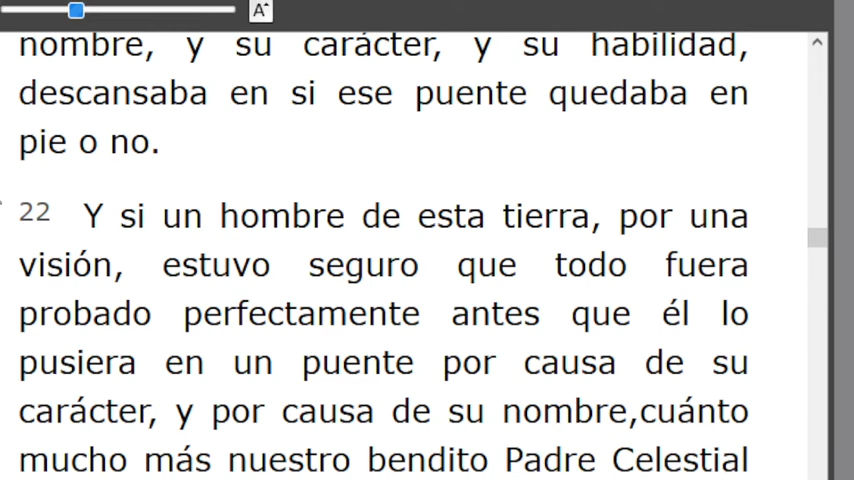 A
nombre, y su carácter, y su habilidad,
descansaba en si ese puente quedaba en
pie o no.
22 Y si un hombre de esta tierra, por una
visión, estuvo seguro que todo fuera
probado perfectamente antes que él lo
pusiera en un puente por causa de su
carácter, y por causa de su nombre,cuánto
mucho más nuestro bendito Padre Celestial